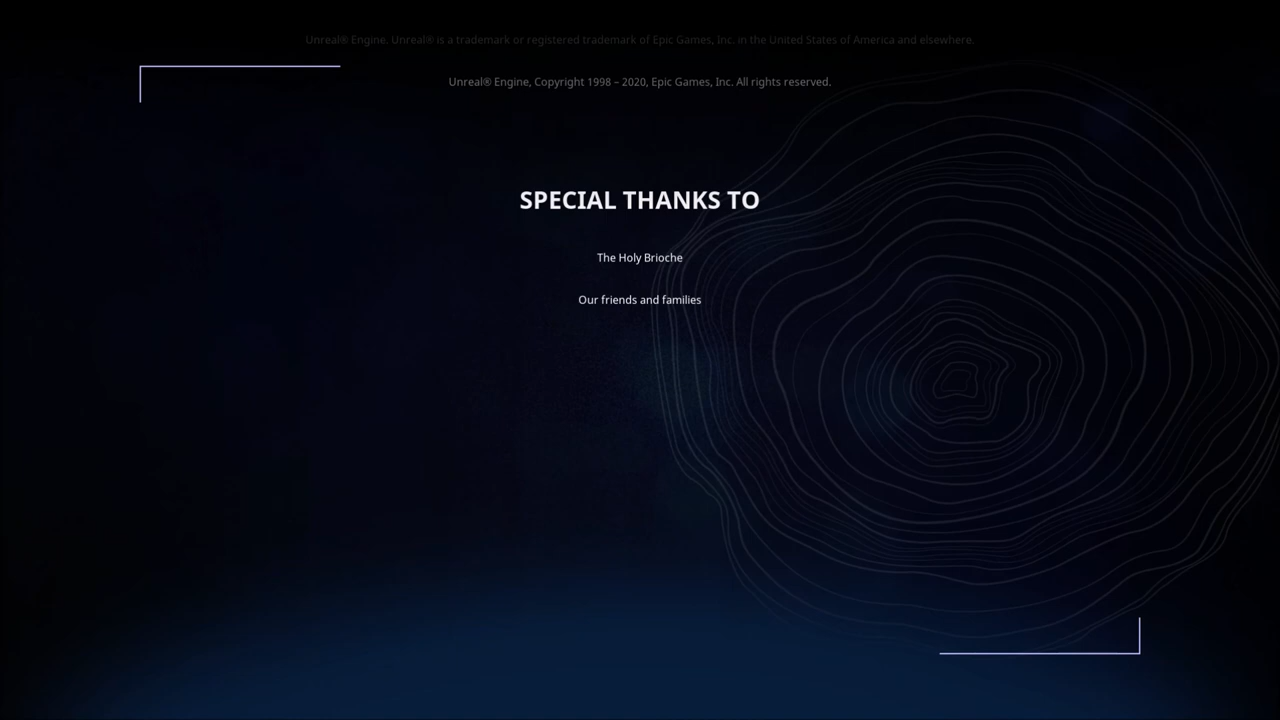 Unreal® Engine. Unreal® is a trademark or registered trademark of Epic Games, Inc. in the United States of America and elsewhere.
Unreal® Engine, Copyright 1998 – 2020, Epic Games, Inc. All rights reserved.
SPECIAL THANKS TO
The Holy Brioche
Our friends and families